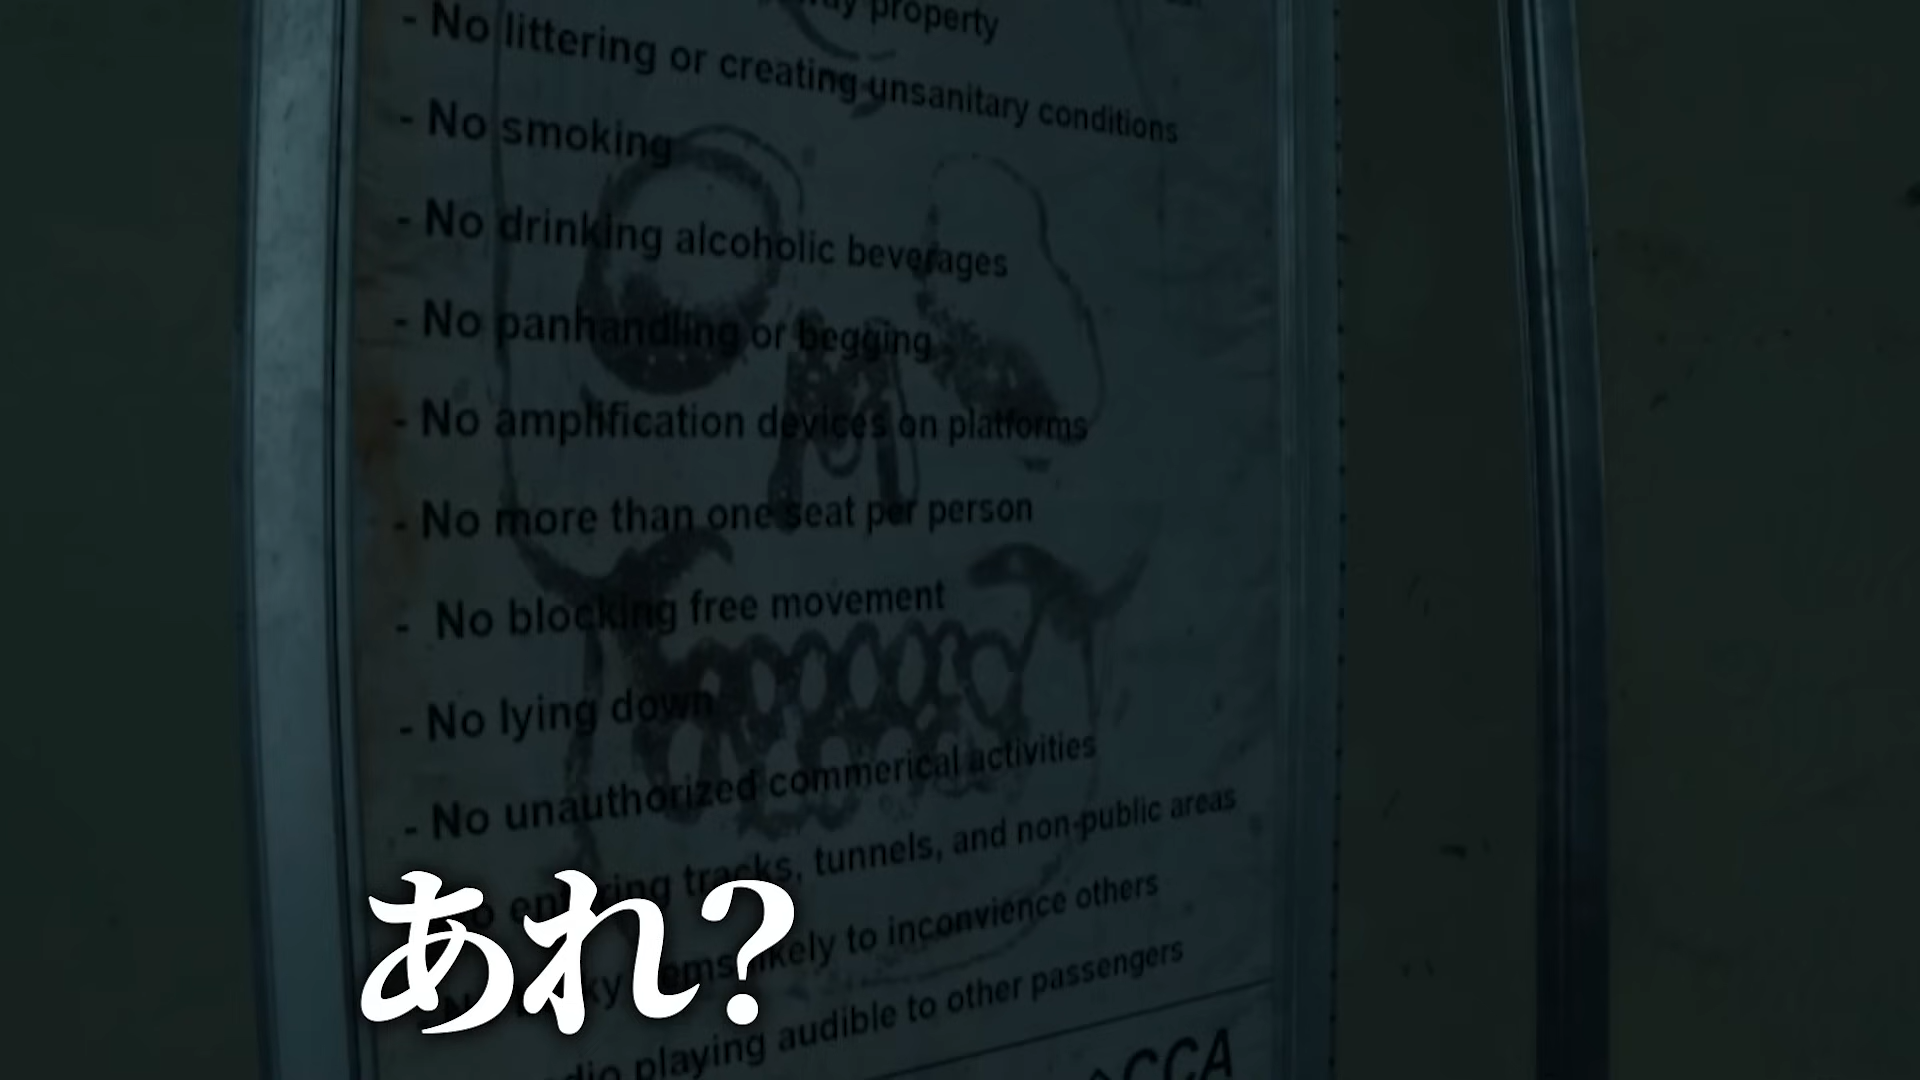 property
- No littering or creating unsanitary conditions
- No smoking
- No drinking alcoholic beverages
- No panhandling or begging
- No amplification devices on platforms
- No more than one seat per person
- No blocking free movement
- No lying down
- No unauthorized commerical activities
tracks, tunnels, and non-public areas
to inconvience others
playing audible to other passengers
CCA
あれ?